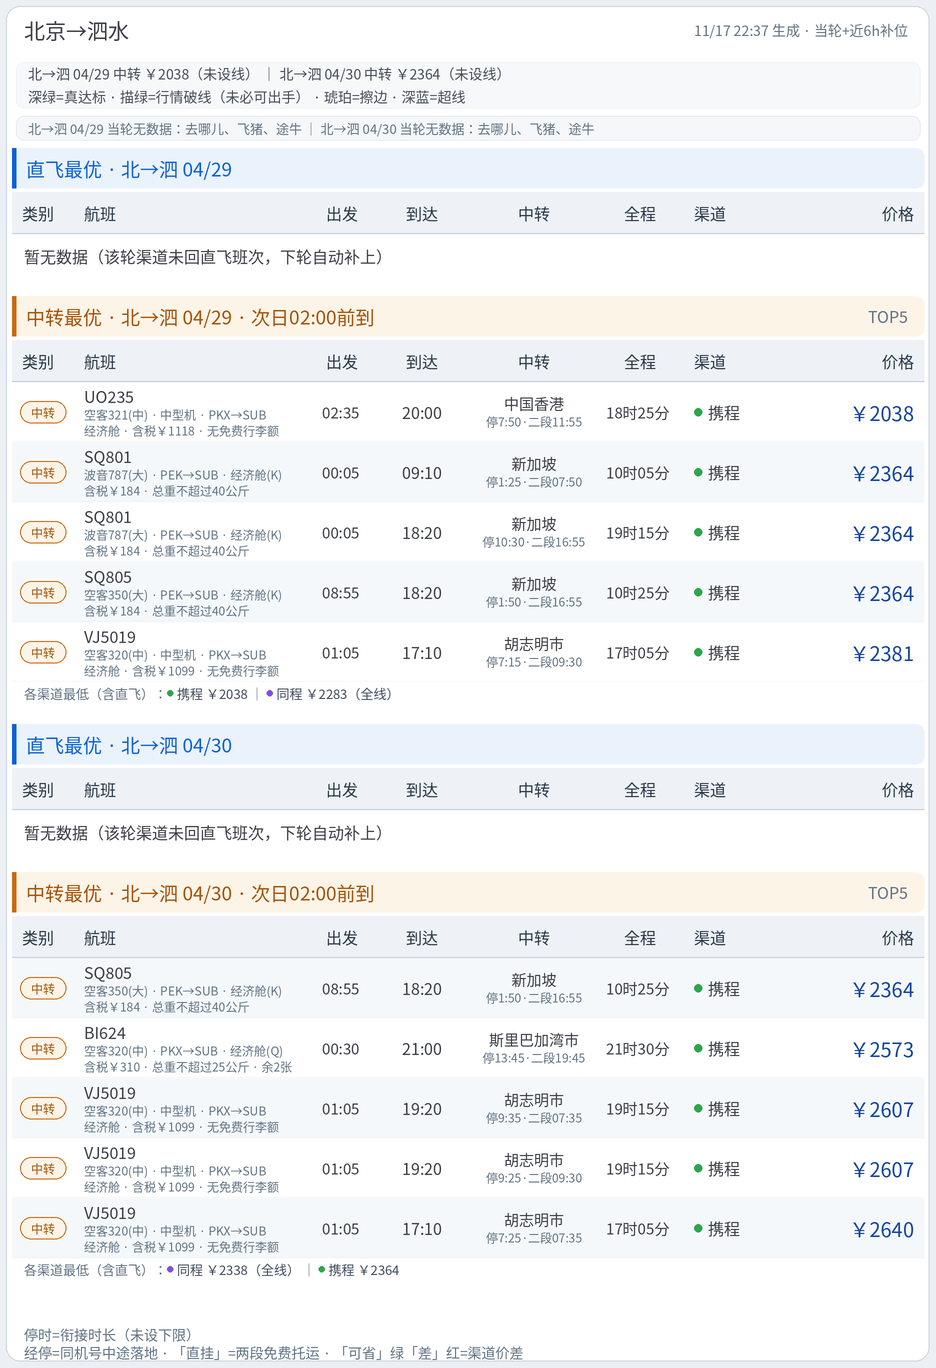 北京→泗水
11/17 22:37 生成 · 当轮+近6h补位
北→泗 04/29 中转 ￥2038（未设线） ｜ 北→泗 04/30 中转 ￥2364（未设线）
深绿=真达标 · 描绿=行情破线（未必可出手） · 琥珀=擦边 · 深蓝=超线
北→泗 04/29 当轮无数据：去哪儿、飞猪、途牛 ｜ 北→泗 04/30 当轮无数据：去哪儿、飞猪、途牛
直飞最优 · 北→泗 04/29
类别 航班 出发 到达 中转 全程 渠道 价格
暂无数据（该轮渠道未回直飞班次，下轮自动补上）
中转最优 · 北→泗 04/29 · 次日02:00前到 TOP5
类别 航班 出发 到达 中转 全程 渠道 价格
UO235
中转 空客321(中) · 中型机 · PKX→SUB 02:35 20:00 中国香港 18时25分 携程 ￥2038
经济舱 · 含税￥1118 · 无免费行李额 停7:50·二段11:55
SQ801
中转 波音787(大) · PEK→SUB · 经济舱(K) 00:05 09:10 新加坡 10时05分 携程 ￥2364
含税￥184 · 总重不超过40公斤 停1:25·二段07:50
SQ801
中转 波音787(大) · PEK→SUB · 经济舱(K) 00:05 18:20 新加坡 19时15分 携程 ￥2364
含税￥184 · 总重不超过40公斤 停10:30·二段16:55
SQ805
中转 空客350(大) · PEK→SUB · 经济舱(K) 08:55 18:20 新加坡 10时25分 携程 ￥2364
含税￥184 · 总重不超过40公斤 停1:50·二段16:55
VJ5019
中转 空客320(中) · 中型机 · PKX→SUB 01:05 17:10 胡志明市 17时05分 携程 ￥2381
经济舱 · 含税￥1099 · 无免费行李额 停7:15·二段09:30
各渠道最低（含直飞）：携程 ￥2038 ｜ 同程 ￥2283（全线）
直飞最优 · 北→泗 04/30
类别 航班 出发 到达 中转 全程 渠道 价格
暂无数据（该轮渠道未回直飞班次，下轮自动补上）
中转最优 · 北→泗 04/30 · 次日02:00前到 TOP5
类别 航班 出发 到达 中转 全程 渠道 价格
SQ805
中转 空客350(大) · PEK→SUB · 经济舱(K) 08:55 18:20 新加坡 10时25分 携程 ￥2364
含税￥184 · 总重不超过40公斤 停1:50·二段16:55
BI624
中转 空客320(中) · PKX→SUB · 经济舱(Q) 00:30 21:00 斯里巴加湾市 21时30分 携程 ￥2573
含税￥310 · 总重不超过25公斤 · 余2张 停13:45·二段19:45
VJ5019
中转 空客320(中) · 中型机 · PKX→SUB 01:05 19:20 胡志明市 19时15分 携程 ￥2607
经济舱 · 含税￥1099 · 无免费行李额 停9:35·二段07:35
VJ5019
中转 空客320(中) · 中型机 · PKX→SUB 01:05 19:20 胡志明市 19时15分 携程 ￥2607
经济舱 · 含税￥1099 · 无免费行李额 停9:25·二段09:30
VJ5019
中转 空客320(中) · 中型机 · PKX→SUB 01:05 17:10 胡志明市 17时05分 携程 ￥2640
经济舱 · 含税￥1099 · 无免费行李额 停7:25·二段07:35
各渠道最低（含直飞）：同程 ￥2338（全线） ｜ 携程 ￥2364
停时=衔接时长（未设下限）
经停=同机号中途落地 · 「直挂」=两段免费托运 · 「可省」绿「差」红=渠道价差